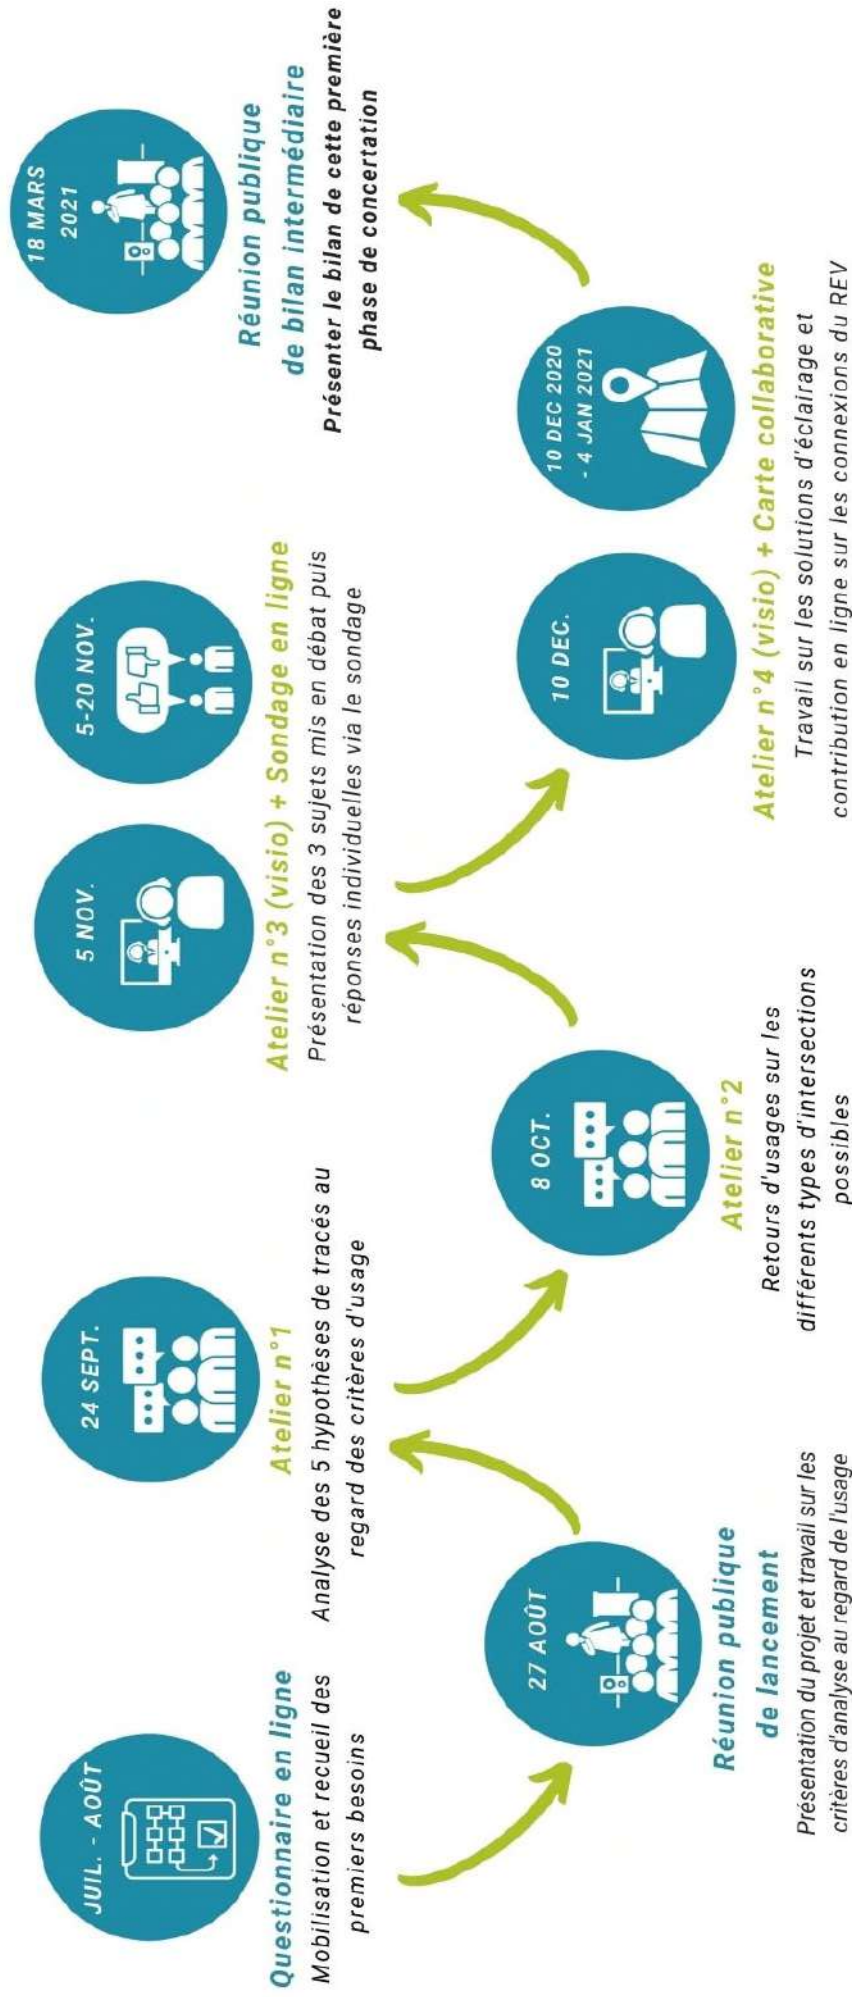 JUIL. - AOÛT
Questionnaire en ligne
Mobilisation et recueil des
premiers besoins
27 AOÛT
Réunion publique
de lancement
Présentation du projet et travail sur les
critères d'analyse au regard de l'usage
24 SEPT.
Atelier n°1
Analyse des 5 hypothèses de tracés au
regard des critères d'usage
8 OCT.
Atelier n°2
Retours d'usages sur les
différents types d'intersections
possibles
5 NOV.
5-20 NOV.
Atelier n°3 (visio) + Sondage en ligne
Présentation des 3 sujets mis en débat puis
réponses individuelles via le sondage
10 DEC.
10 DEC 2020
- 4 JAN 2021
Atelier n°4 (visio) + Carte collaborative
Travail sur les solutions d'éclairage et
contribution en ligne sur les connexions du REV
18 MARS
2021
Réunion publique
de bilan intermédiaire
Présenter le bilan de cette première
phase de concertation